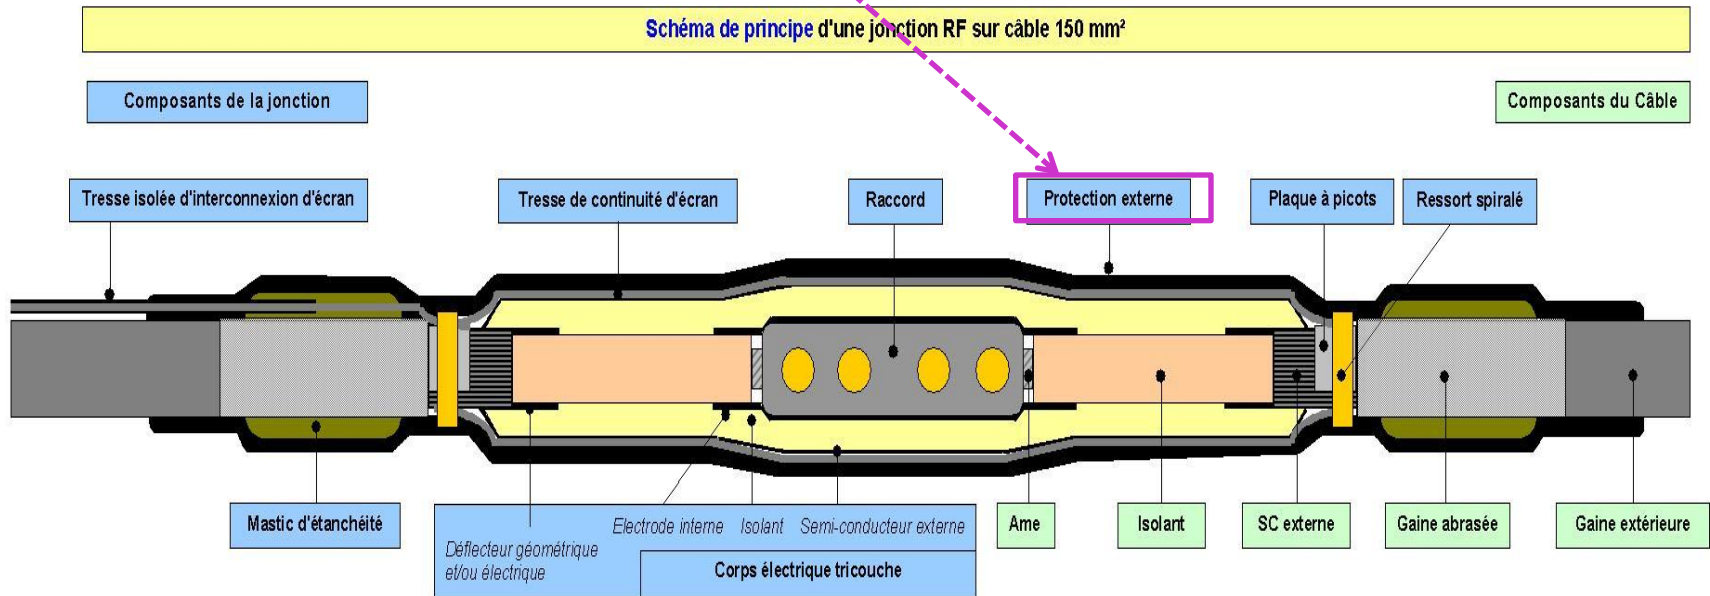 Schéma de principe d'une jonction RF sur câble 150 mm²
Composants de la jonction
Composants du Câble
Tresse isolée d'interconnexion d'écran
Tresse de continuité d'écran
Raccord
Protection externe
Plaque à picots
Ressort spiralé
Mastic d'étanchéité
Electrode interne
Isolant
Semi-conducteur externe
Déflecteur géométrique
et/ou électrique
Corps électrique tricouche
Ame
Isolant
SC externe
Gaine abrasée
Gaine extérieure